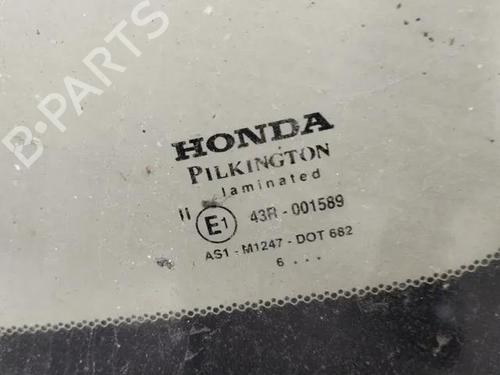 B-PARTS
HONDA
PILKINGTON
laminated
II E1 43R-001589
AS1-M1247-DOT 682
6 ...